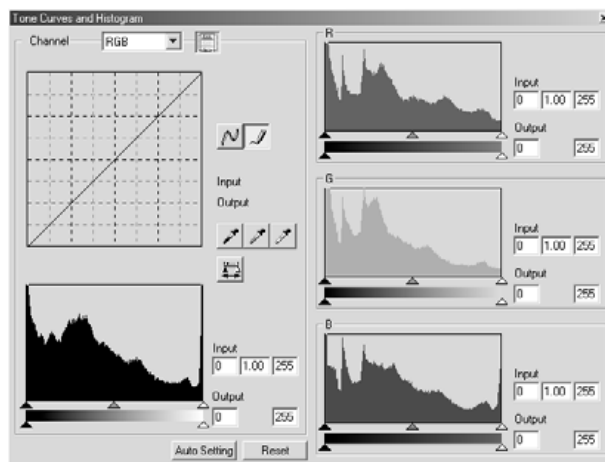 Tone Curves and Histogram
Channel RGB
Input
Output
Input
0 1.00 255
Output
0 255
Auto Setting Reset
R
Input
0 1.00 255
Output
0 255
G
Input
0 1.00 255
Output
0 255
B
Input
0 1.00 255
Output
0 255